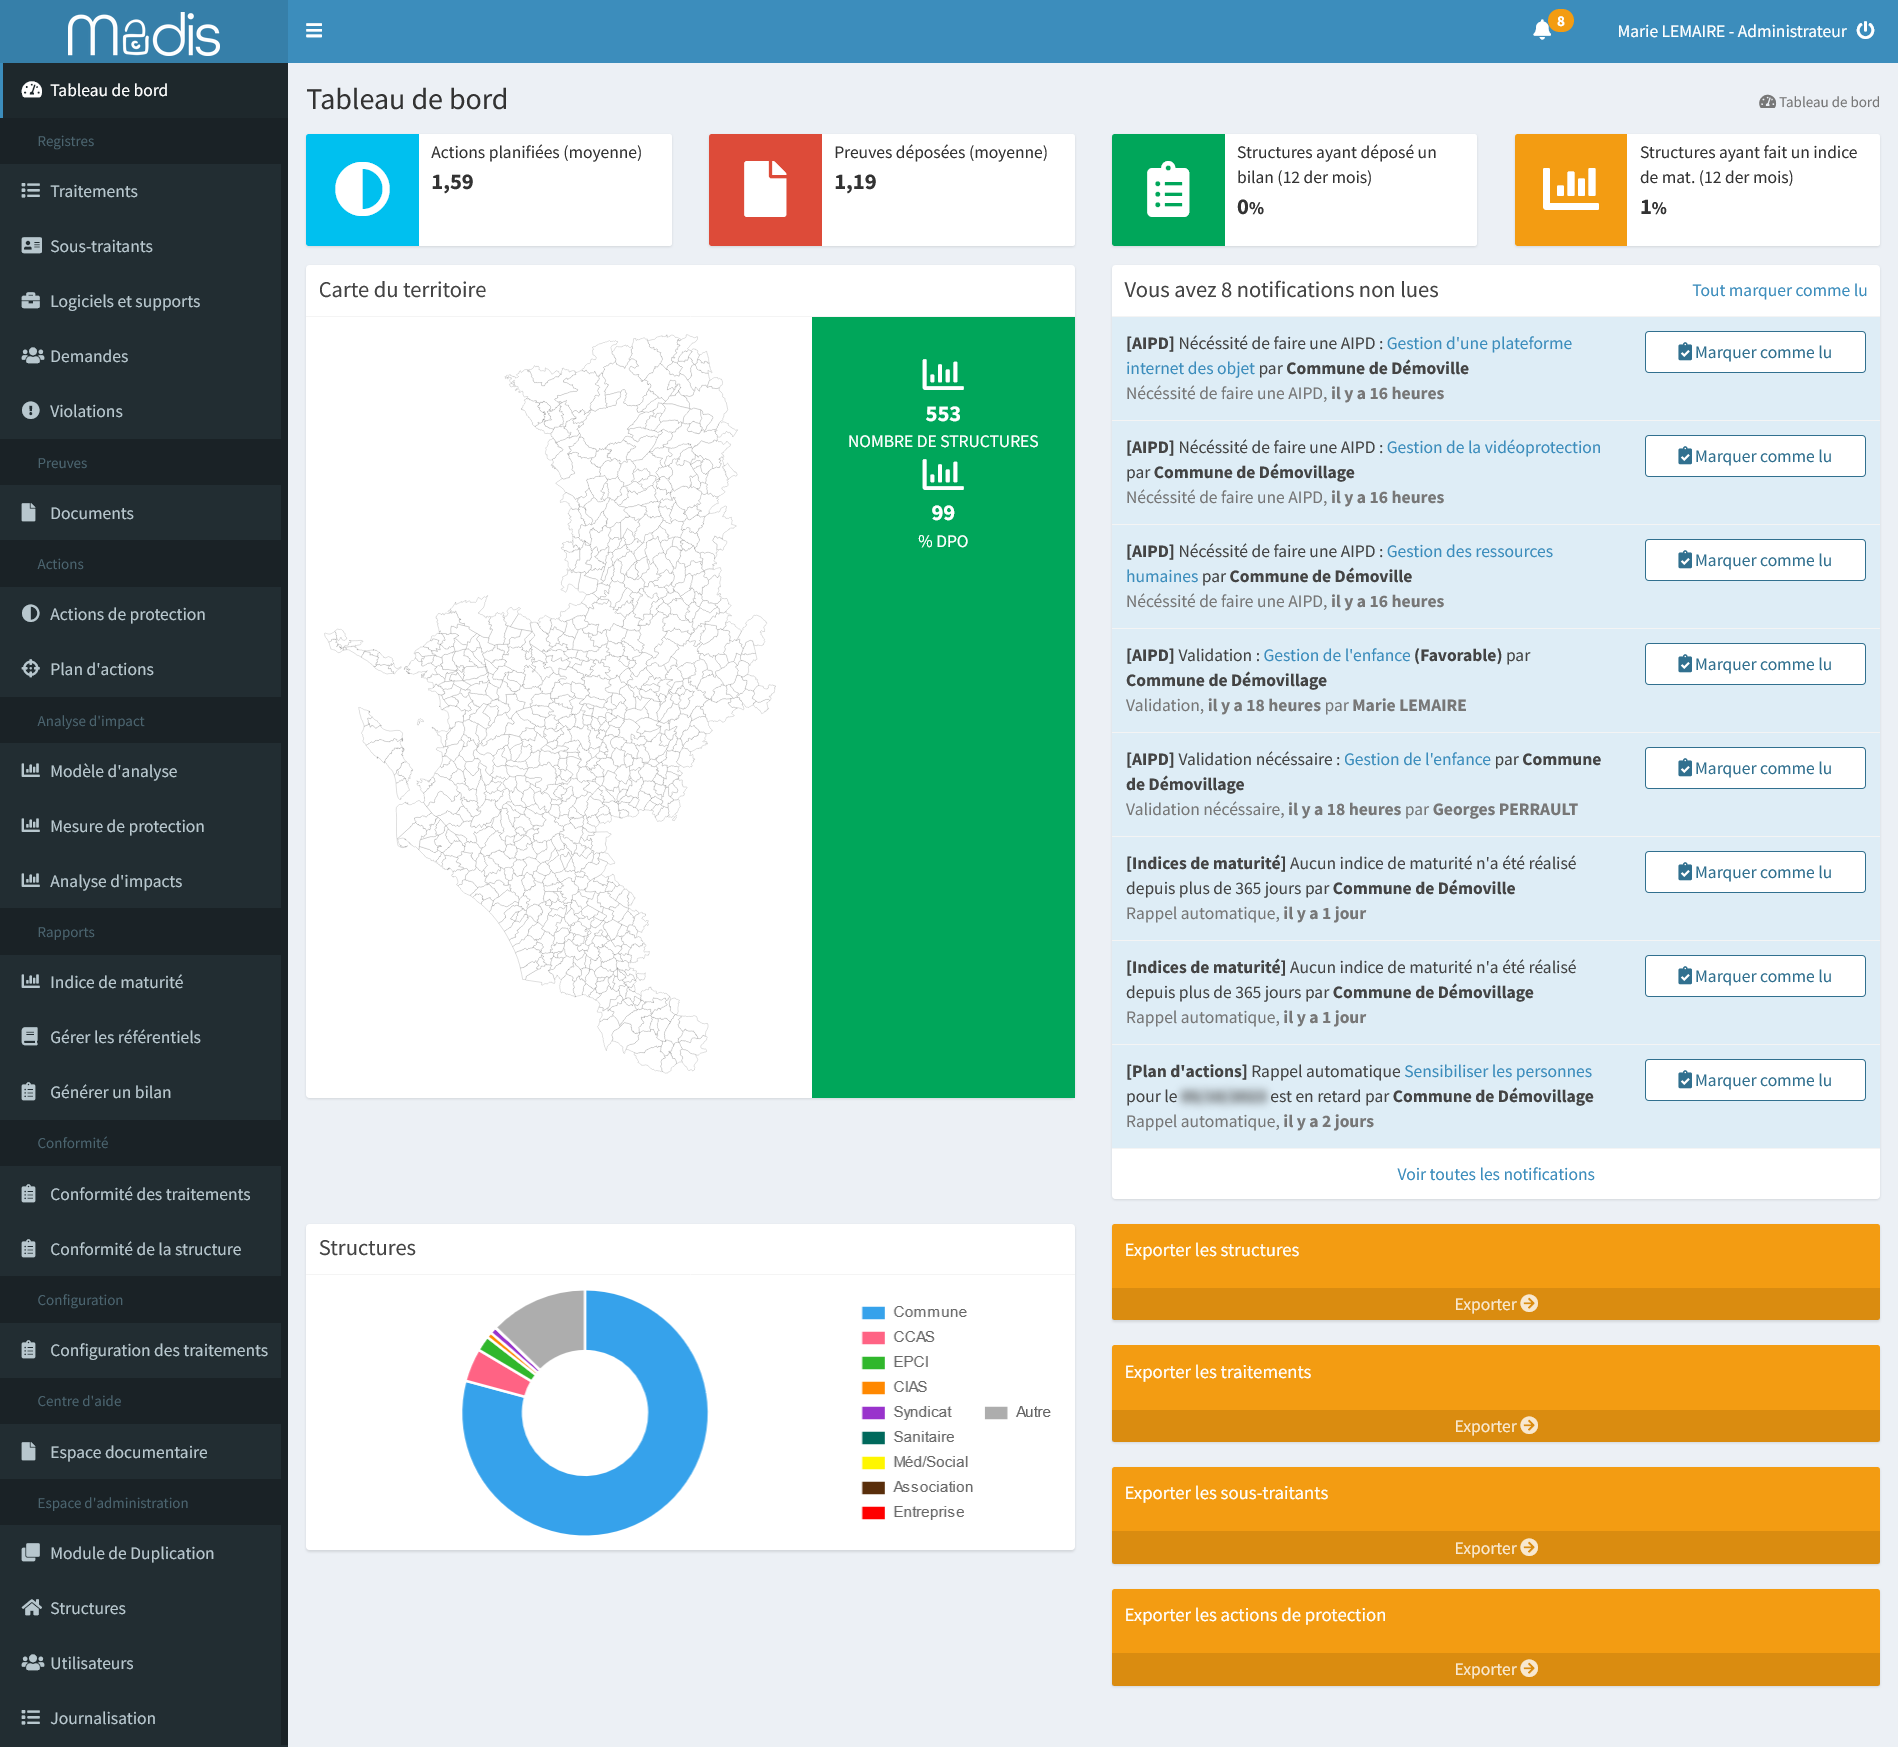 Madis
8
Marie LEMAIRE - Administrateur
Tableau de bord
Registres
Traitements
Sous-traitants
Logiciels et supports
Demandes
Violations
Preuves
Documents
Actions
Actions de protection
Plan d'actions
Analyse d'impact
Modèle d'analyse
Mesure de protection
Analyse d'impacts
Rapports
Indice de maturité
Gérer les référentiels
Générer un bilan
Conformité
Conformité des traitements
Conformité de la structure
Configuration
Configuration des traitements
Centre d'aide
Espace documentaire
Espace d'administration
Module de Duplication
Structures
Utilisateurs
Journalisation
Tableau de bord
Tableau de bord
Actions planifiées (moyenne)
1,59
Preuves déposées (moyenne)
1,19
Structures ayant déposé un
bilan (12 der mois)
0%
Structures ayant fait un indice
de mat. (12 der mois)
1%
Carte du territoire
553
NOMBRE DE STRUCTURES
99
% DPO
Vous avez 8 notifications non lues
Tout marquer comme lu
[AIPD] Nécéssité de faire une AIPD : Gestion d'une plateforme
internet des objet par Commune de Démoville
Nécéssité de faire une AIPD, il y a 16 heures
Marquer comme lu
[AIPD] Nécéssité de faire une AIPD : Gestion de la vidéoprotection
par Commune de Démovillage
Nécéssité de faire une AIPD, il y a 16 heures
Marquer comme lu
[AIPD] Nécéssité de faire une AIPD : Gestion des ressources
humaines par Commune de Démoville
Nécéssité de faire une AIPD, il y a 16 heures
Marquer comme lu
[AIPD] Validation : Gestion de l'enfance (Favorable) par
Commune de Démovillage
Validation, il y a 18 heures par Marie LEMAIRE
Marquer comme lu
[AIPD] Validation nécéssaire : Gestion de l'enfance par Commune
de Démovillage
Validation nécéssaire, il y a 18 heures par Georges PERRAULT
Marquer comme lu
[Indices de maturité] Aucun indice de maturité n'a été réalisé
depuis plus de 365 jours par Commune de Démoville
Rappel automatique, il y a 1 jour
Marquer comme lu
[Indices de maturité] Aucun indice de maturité n'a été réalisé
depuis plus de 365 jours par Commune de Démovillage
Rappel automatique, il y a 1 jour
Marquer comme lu
[Plan d'actions] Rappel automatique Sensibiliser les personnes
pour le est en retard par Commune de Démovillage
Rappel automatique, il y a 2 jours
Marquer comme lu
Voir toutes les notifications
Structures
Commune
CCAS
EPCI
CIAS
Syndicat
Sanitaire
Méd/Social
Association
Entreprise
Autre
Exporter les structures
Exporter
Exporter les traitements
Exporter
Exporter les sous-traitants
Exporter
Exporter les actions de protection
Exporter